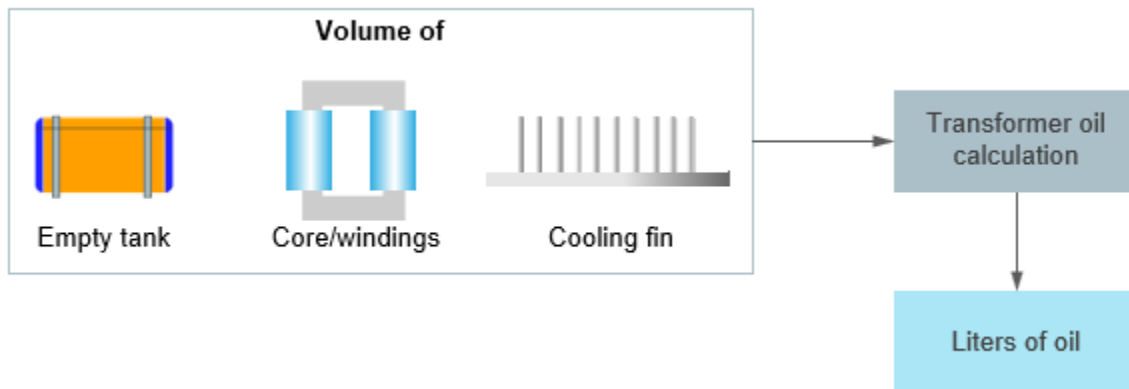 Volume of
Empty tank
Core/windings
Cooling fin
Transformer oil
calculation
Liters of oil